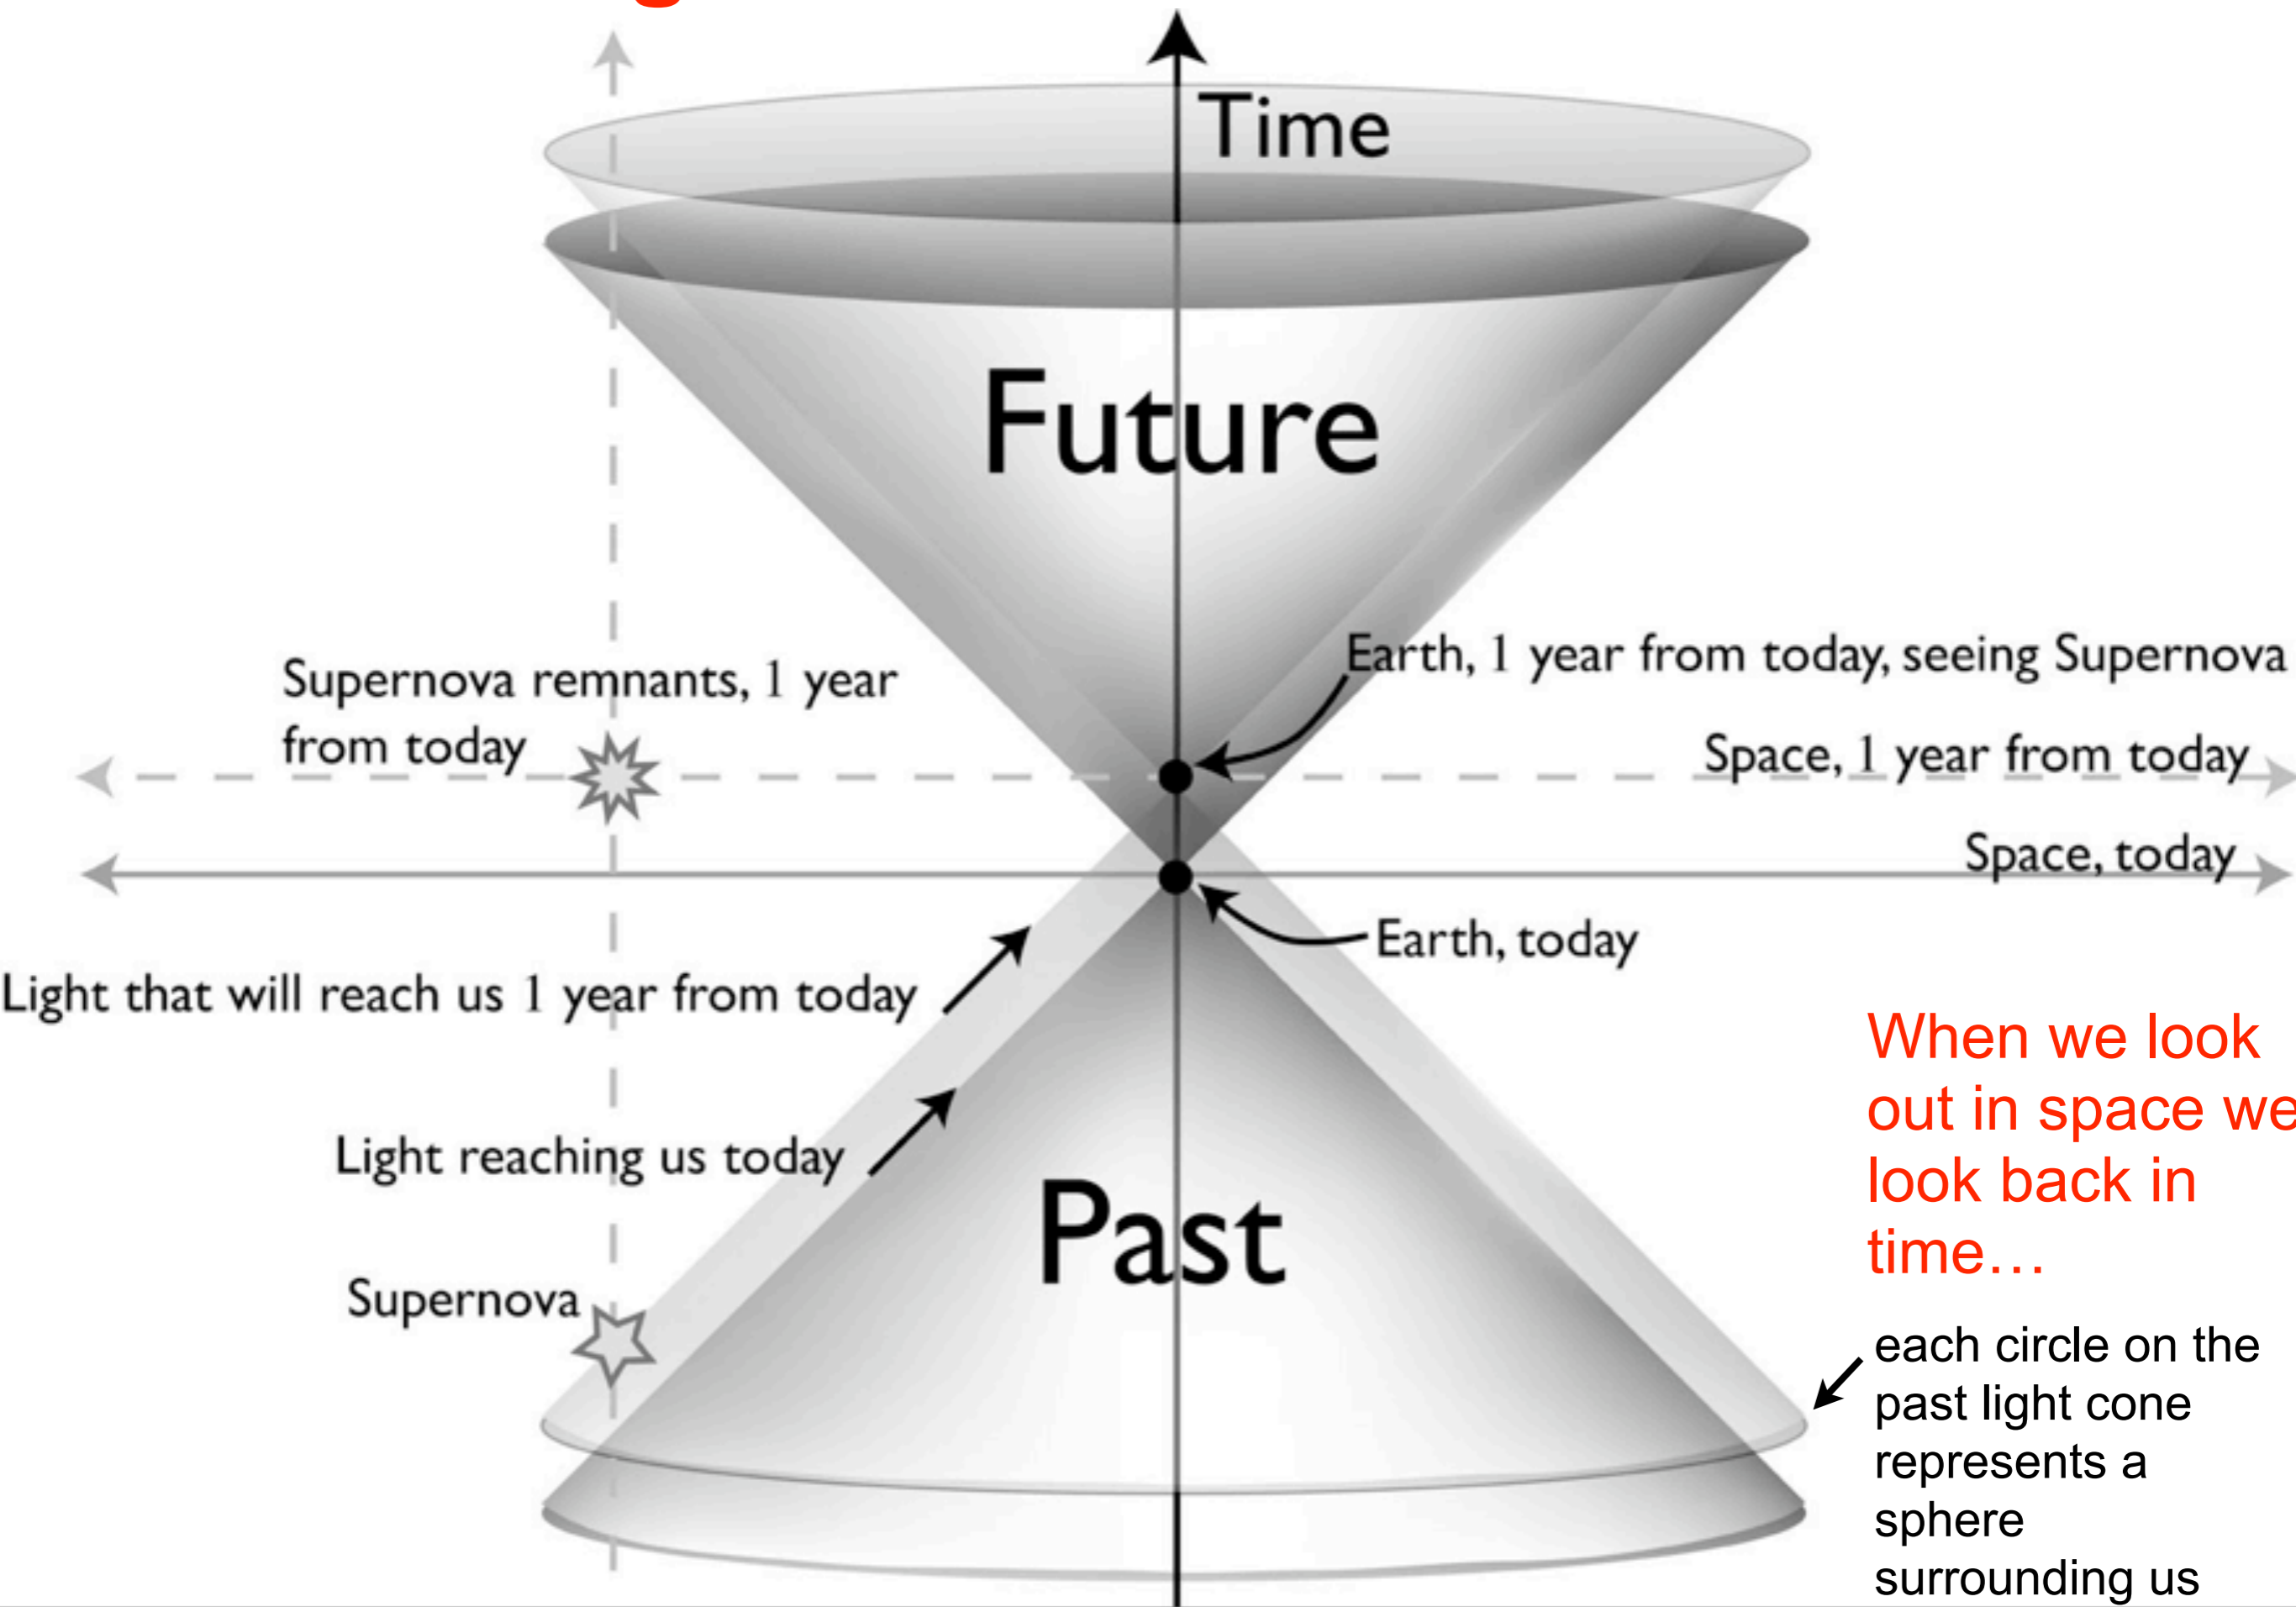 Time
Future
Supernova remnants, 1 year
from today
Earth, 1 year from today, seeing Supernova
Space, 1 year from today
Space, today
Earth, today
Light that will reach us 1 year from today
Light reaching us today
Past
Supernova
When we look
out in space we
look back in
time…
each circle on the
past light cone
represents a
sphere
surrounding us